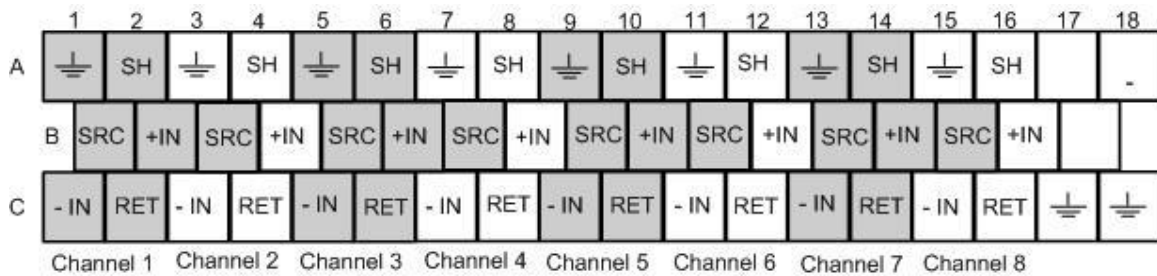 1 2 3 4 5 6 7 8 9 10 11 12 13 14 15 16 17 18
A SH SH SH SH SH SH SH SH -
B SRC +IN SRC +IN SRC +IN SRC +IN SRC +IN SRC +IN SRC +IN SRC +IN
C - IN RET - IN RET - IN RET - IN RET - IN RET - IN RET - IN RET - IN RET
Channel 1 Channel 2 Channel 3 Channel 4 Channel 5 Channel 6 Channel 7 Channel 8